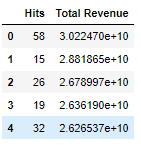 Hits Total Revenue
0 58 3.022470e+10
1 15 2.881865e+10
2 26 2.678997e+10
3 19 2.636190e+10
4 32 2.626537e+10